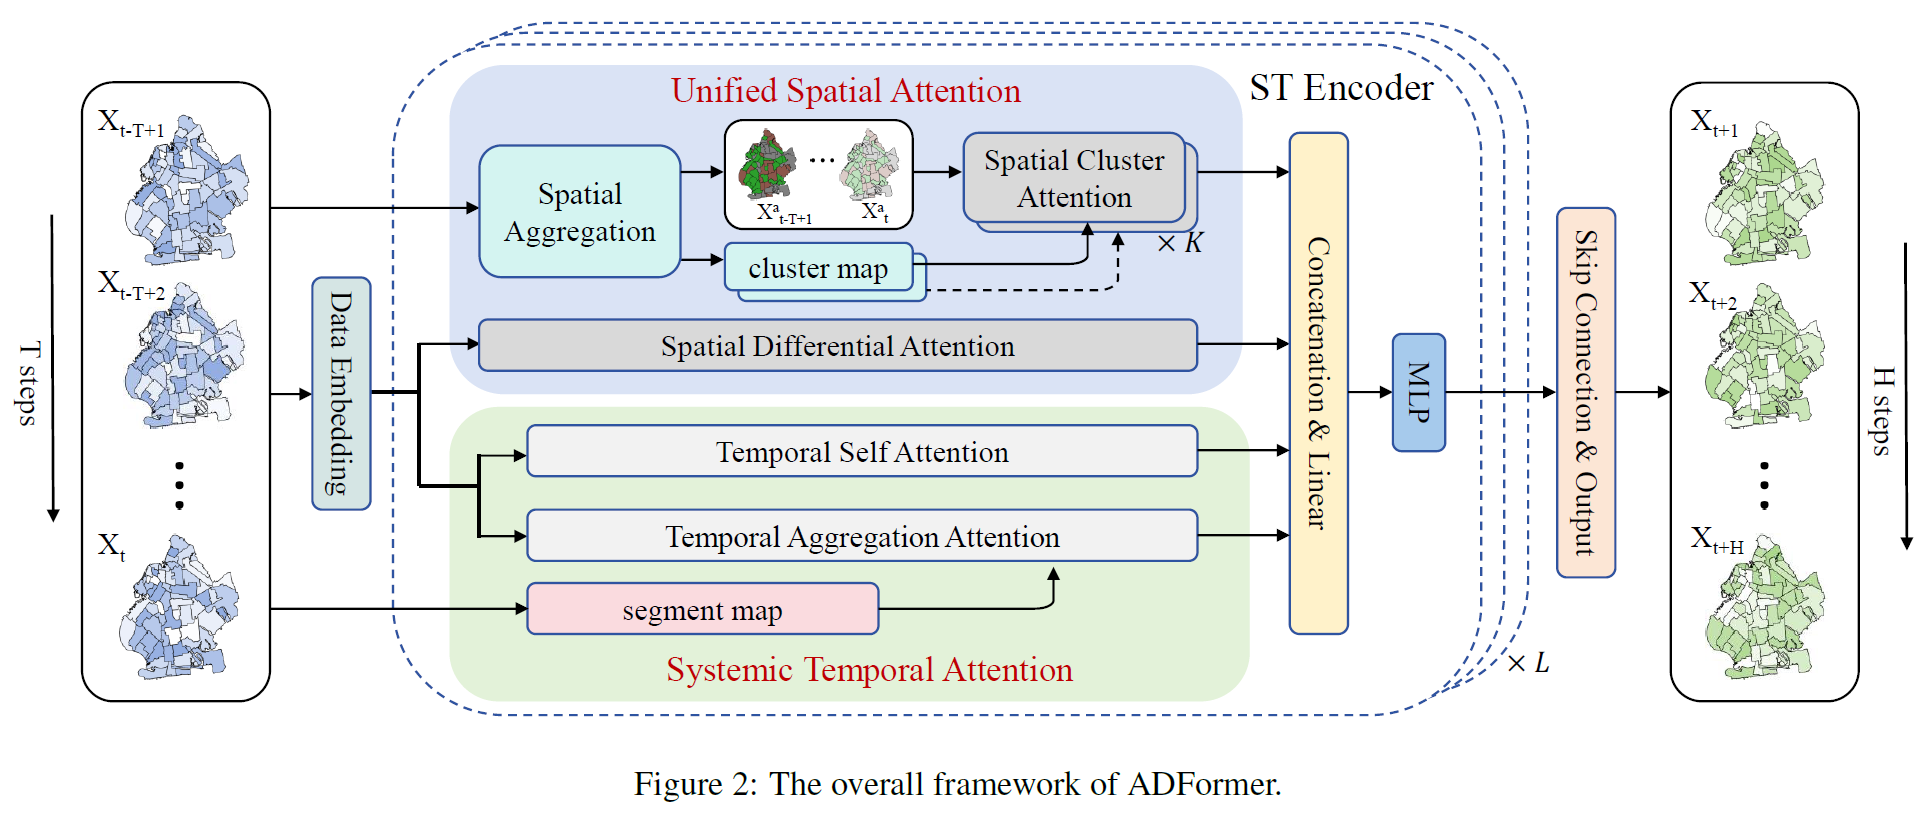 T steps
X_{t-T+1}
X_{t-T+2}
X_t
Data Embedding
Unified Spatial Attention
ST Encoder
Spatial
Aggregation
X^a_{t-T+1}
...
X^a_t
Spatial Cluster
Attention
× K
cluster map
Spatial Differential Attention
Temporal Self Attention
Temporal Aggregation Attention
segment map
Systemic Temporal Attention
Concatenation & Linear
MLP
× L
Skip Connection & Output
X_{t+1}
X_{t+2}
X_{t+H}
H steps
Figure 2: The overall framework of ADFormer.